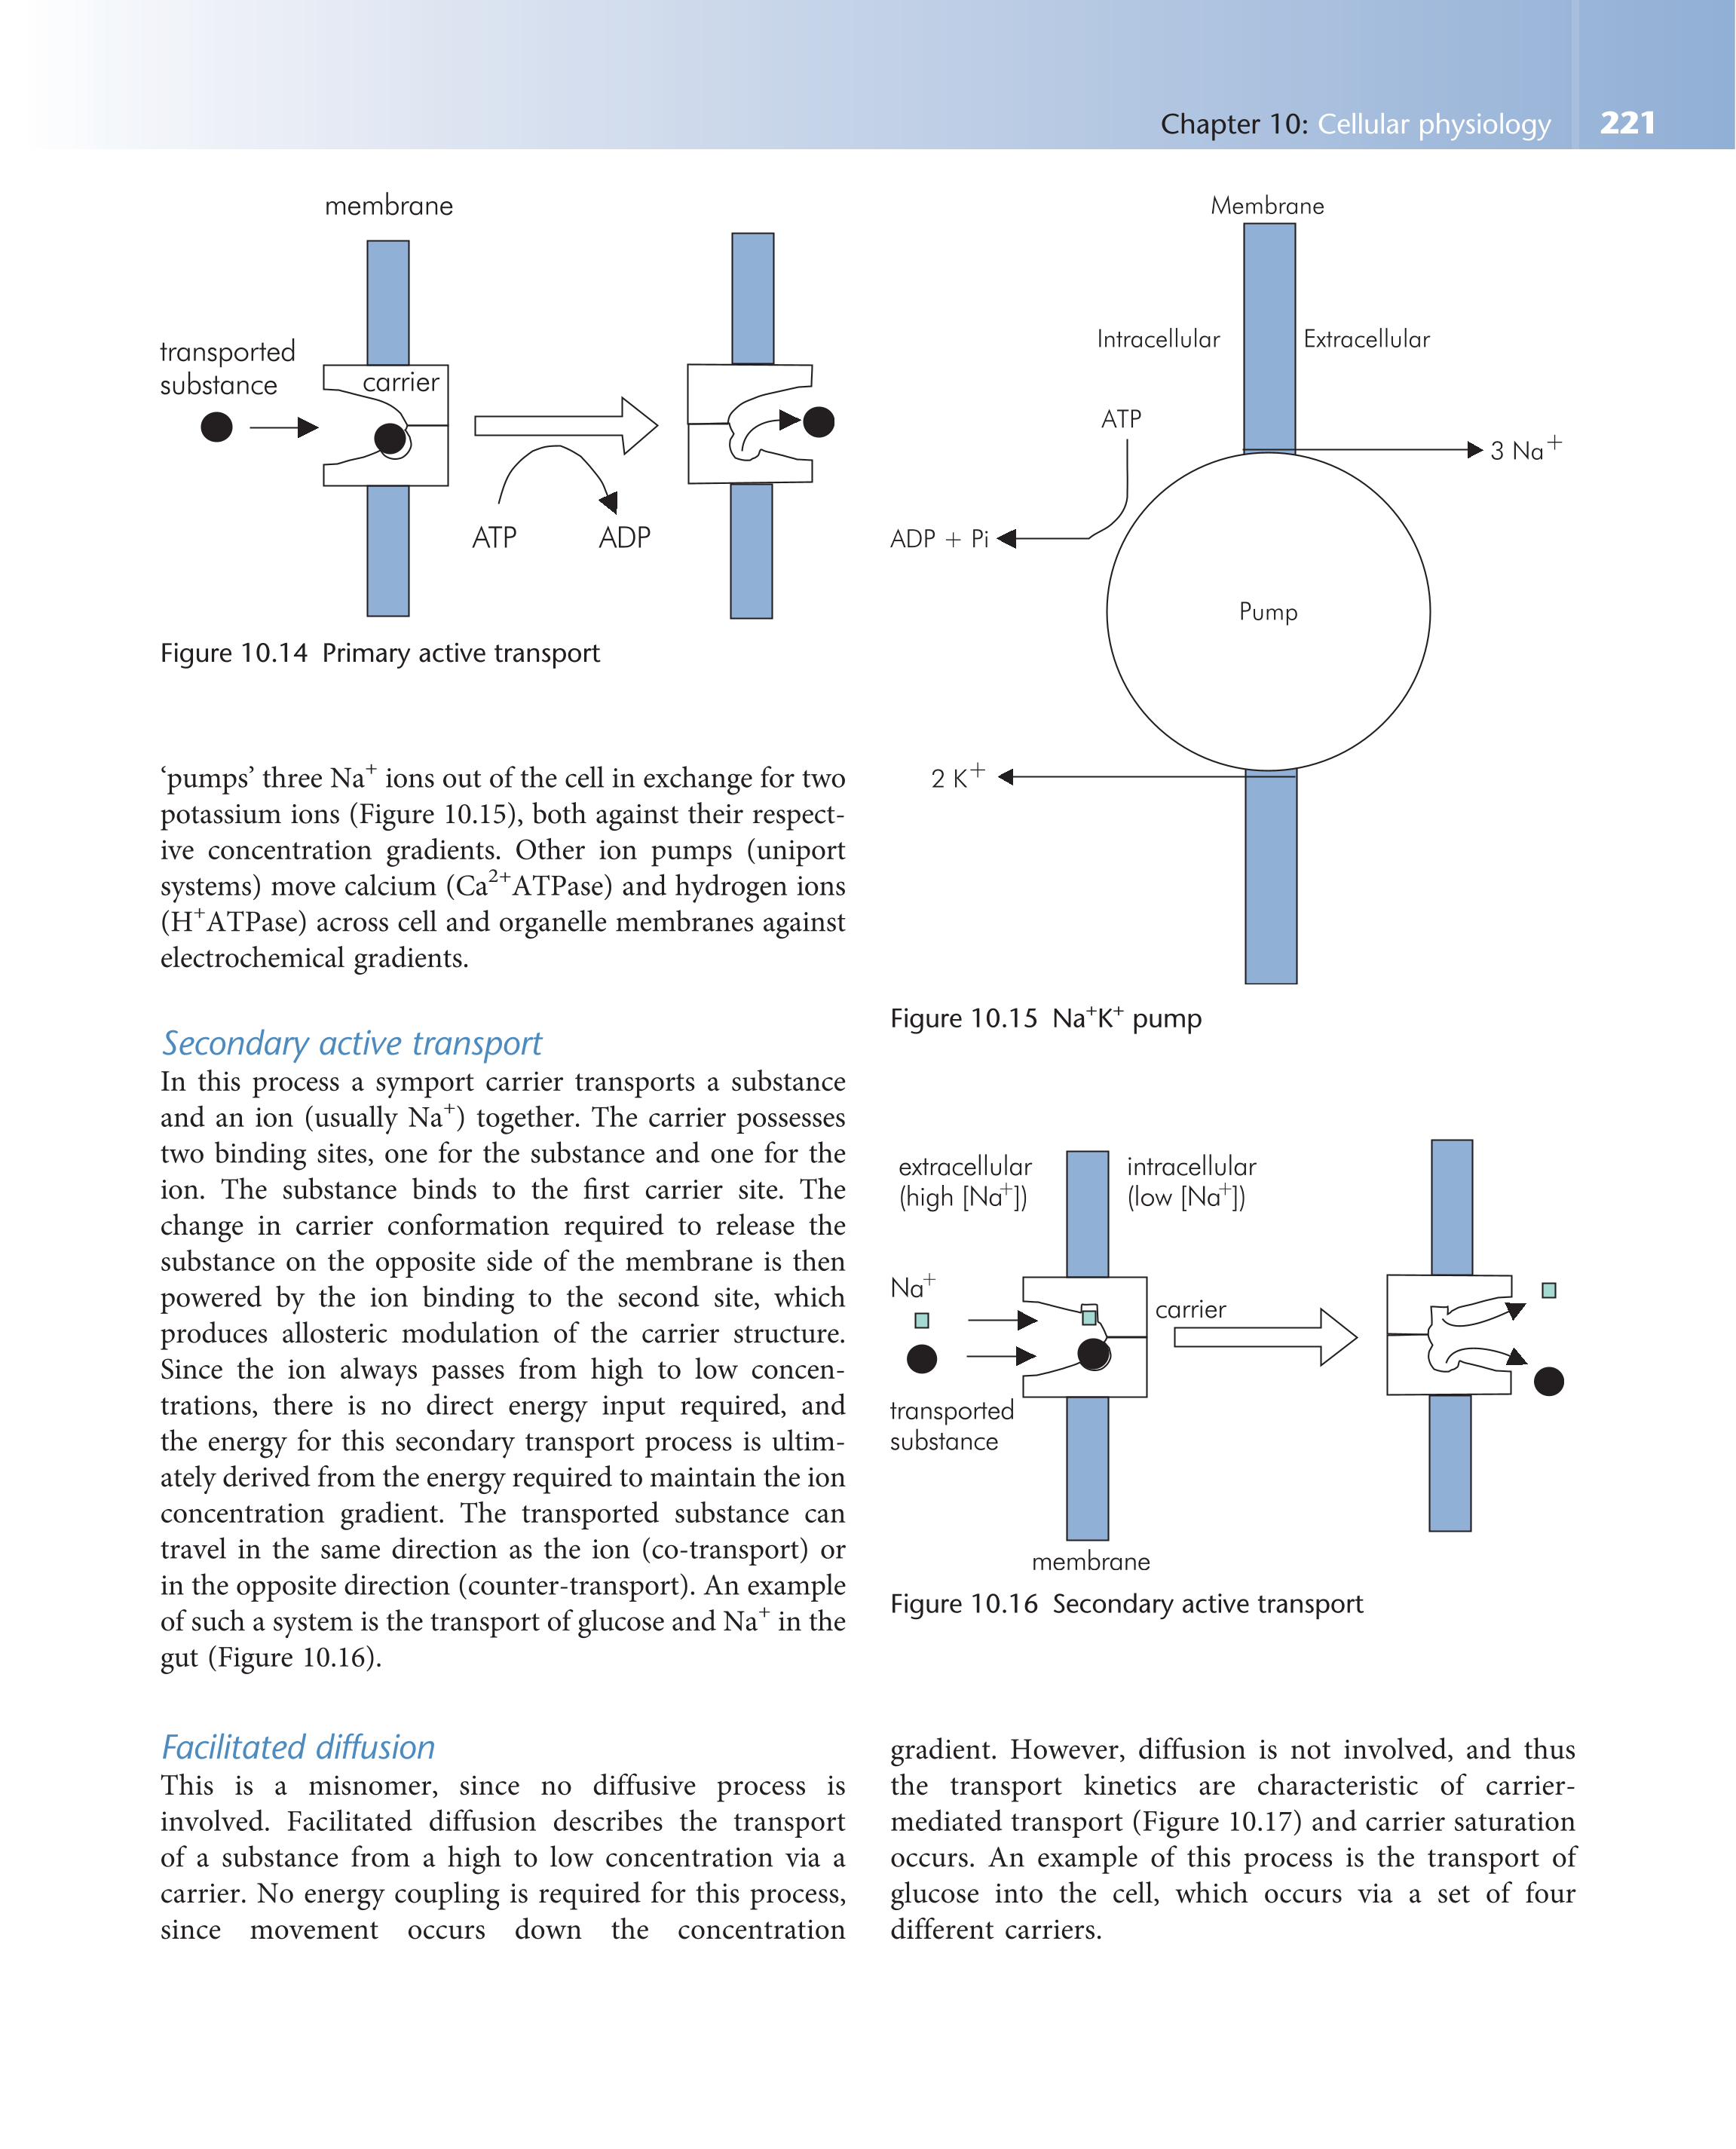 Chapter 10: Cellular physiology 221
membrane
transported
substance
carrier
ATP
ADP
Figure 10.14 Primary active transport
‘pumps’ three Na⁺ ions out of the cell in exchange for two
potassium ions (Figure 10.15), both against their respect-
ive concentration gradients. Other ion pumps (uniport
systems) move calcium (Ca²⁺ATPase) and hydrogen ions
(H⁺ATPase) across cell and organelle membranes against
electrochemical gradients.
Secondary active transport
In this process a symport carrier transports a substance
and an ion (usually Na⁺) together. The carrier possesses
two binding sites, one for the substance and one for the
ion. The substance binds to the first carrier site. The
change in carrier conformation required to release the
substance on the opposite side of the membrane is then
powered by the ion binding to the second site, which
produces allosteric modulation of the carrier structure.
Since the ion always passes from high to low concen-
trations, there is no direct energy input required, and
the energy for this secondary transport process is ultim-
ately derived from the energy required to maintain the ion
concentration gradient. The transported substance can
travel in the same direction as the ion (co-transport) or
in the opposite direction (counter-transport). An example
of such a system is the transport of glucose and Na⁺ in the
gut (Figure 10.16).
Facilitated diffusion
This is a misnomer, since no diffusive process is
involved. Facilitated diffusion describes the transport
of a substance from a high to low concentration via a
carrier. No energy coupling is required for this process,
since movement occurs down the concentration
Membrane
Intracellular
Extracellular
ATP
3 Na⁺
ADP + Pi
Pump
2 K⁺
Figure 10.15 Na⁺K⁺ pump
extracellular
(high [Na⁺])
intracellular
(low [Na⁺])
Na⁺
carrier
transported
substance
membrane
Figure 10.16 Secondary active transport
gradient. However, diffusion is not involved, and thus
the transport kinetics are characteristic of carrier-
mediated transport (Figure 10.17) and carrier saturation
occurs. An example of this process is the transport of
glucose into the cell, which occurs via a set of four
different carriers.